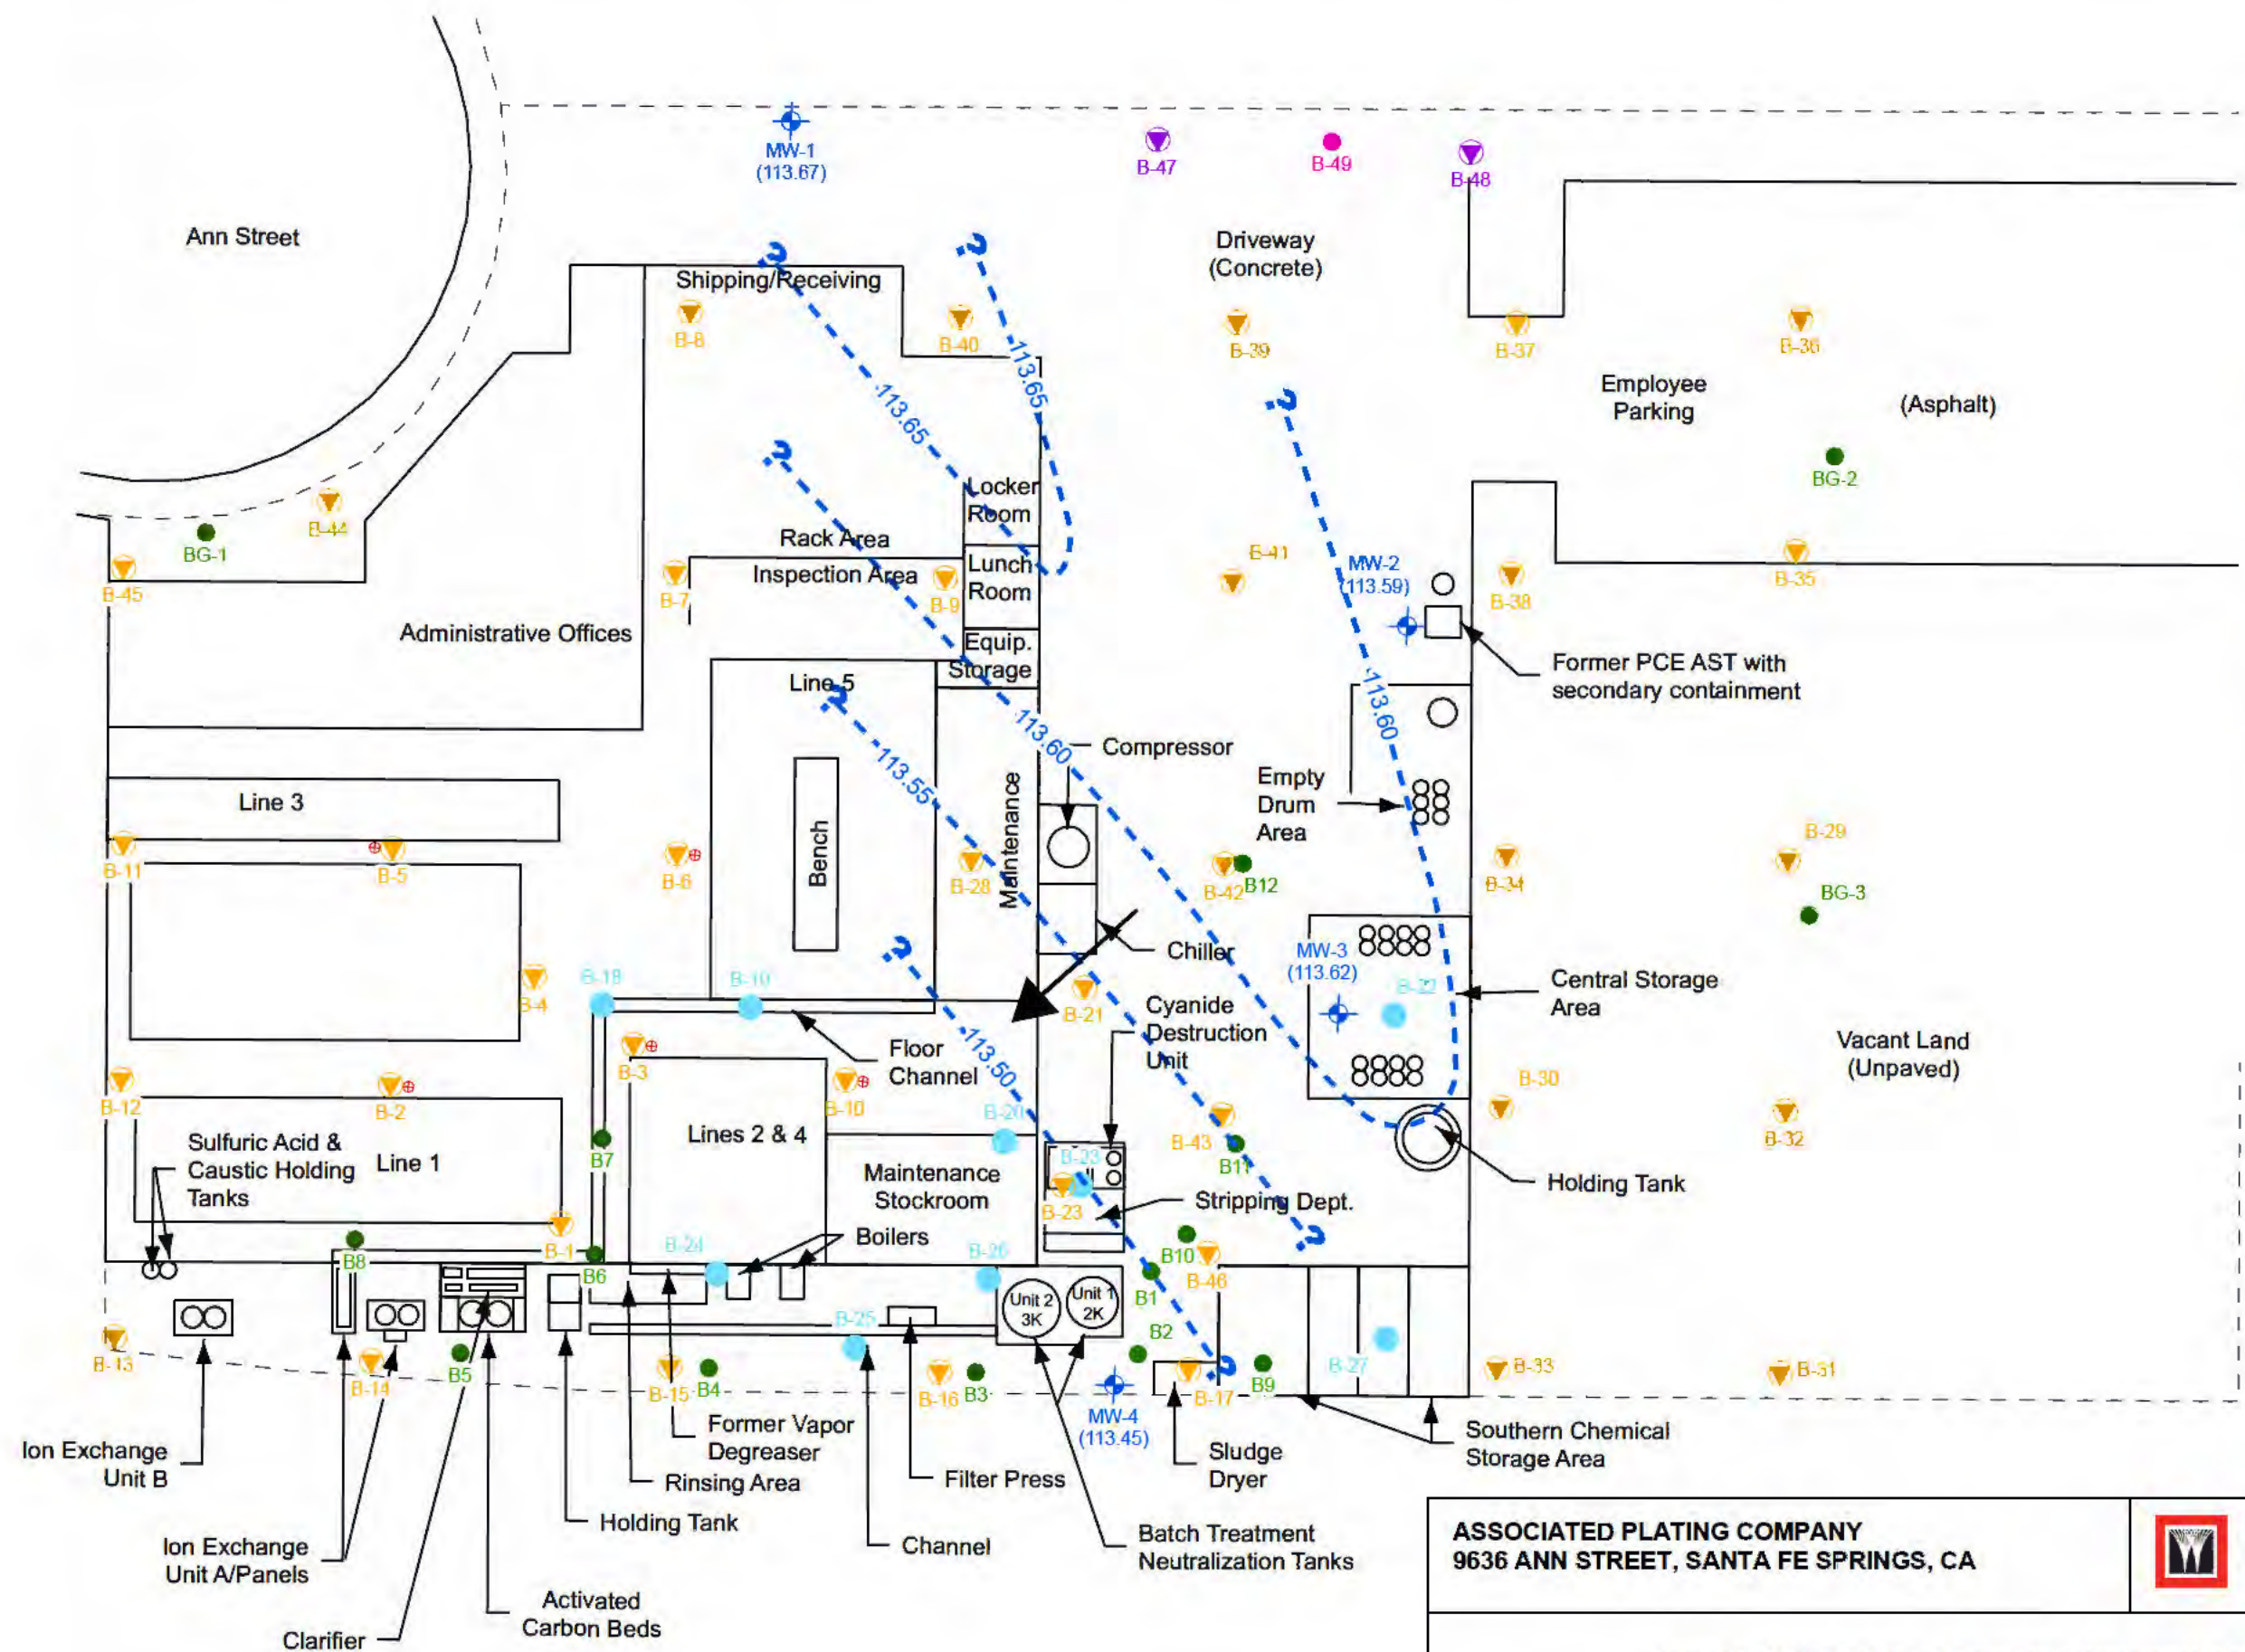 MW-1
(113.67)
B-47
B-49
B-48
Ann Street
Driveway
(Concrete)
Shipping/Receiving
B-8
B-40
B-39
B-37
B-36
113.65
113.65
Employee
Parking
(Asphalt)
BG-2
Locker
Room
B-44
BG-1
Rack Area
Inspection Area
Lunch
Room
B-41
MW-2
(113.59)
B-35
B-45
B-7
B-9
B-38
Administrative Offices
Equip.
Storage
Former PCE AST with
secondary containment
Line 5
113.60
113.60
Compressor
113.55
Empty
Drum
Area
Line 3
Maintenance
Bench
B-29
B-11
B-5
B-6
B-28
B-42
B12
B-34
BG-3
Chiller
MW-3
(113.62)
B-18
B-19
B-22
Central Storage
Area
B-4
B-21
Cyanide
Destruction
Unit
Floor
Channel
113.50
Vacant Land
(Unpaved)
B-3
B-30
B-12
B-2
B-10
B-20
Lines 2 & 4
B-43
B-32
Sulfuric Acid &
Caustic Holding
Tanks
Line 1
B7
B-23
B11
Maintenance
Stockroom
Holding Tank
B-23
Stripping Dept.
Boilers
B-1
B8
B6
B-24
B-26
B10
B-46
Unit 2
3K
Unit 1
2K
B1
B-25
B2
B-13
B-14
B5
B-15
B4
B-16
B3
B-17
B9
B-27
B-33
B-31
MW-4
(113.45)
Former Vapor
Degreaser
Ion Exchange
Unit B
Rinsing Area
Filter Press
Sludge
Dryer
Southern Chemical
Storage Area
Holding Tank
Channel
Batch Treatment
Neutralization Tanks
Ion Exchange
Unit A/Panels
Activated
Carbon Beds
Clarifier
ASSOCIATED PLATING COMPANY
9636 ANN STREET, SANTA FE SPRINGS, CA